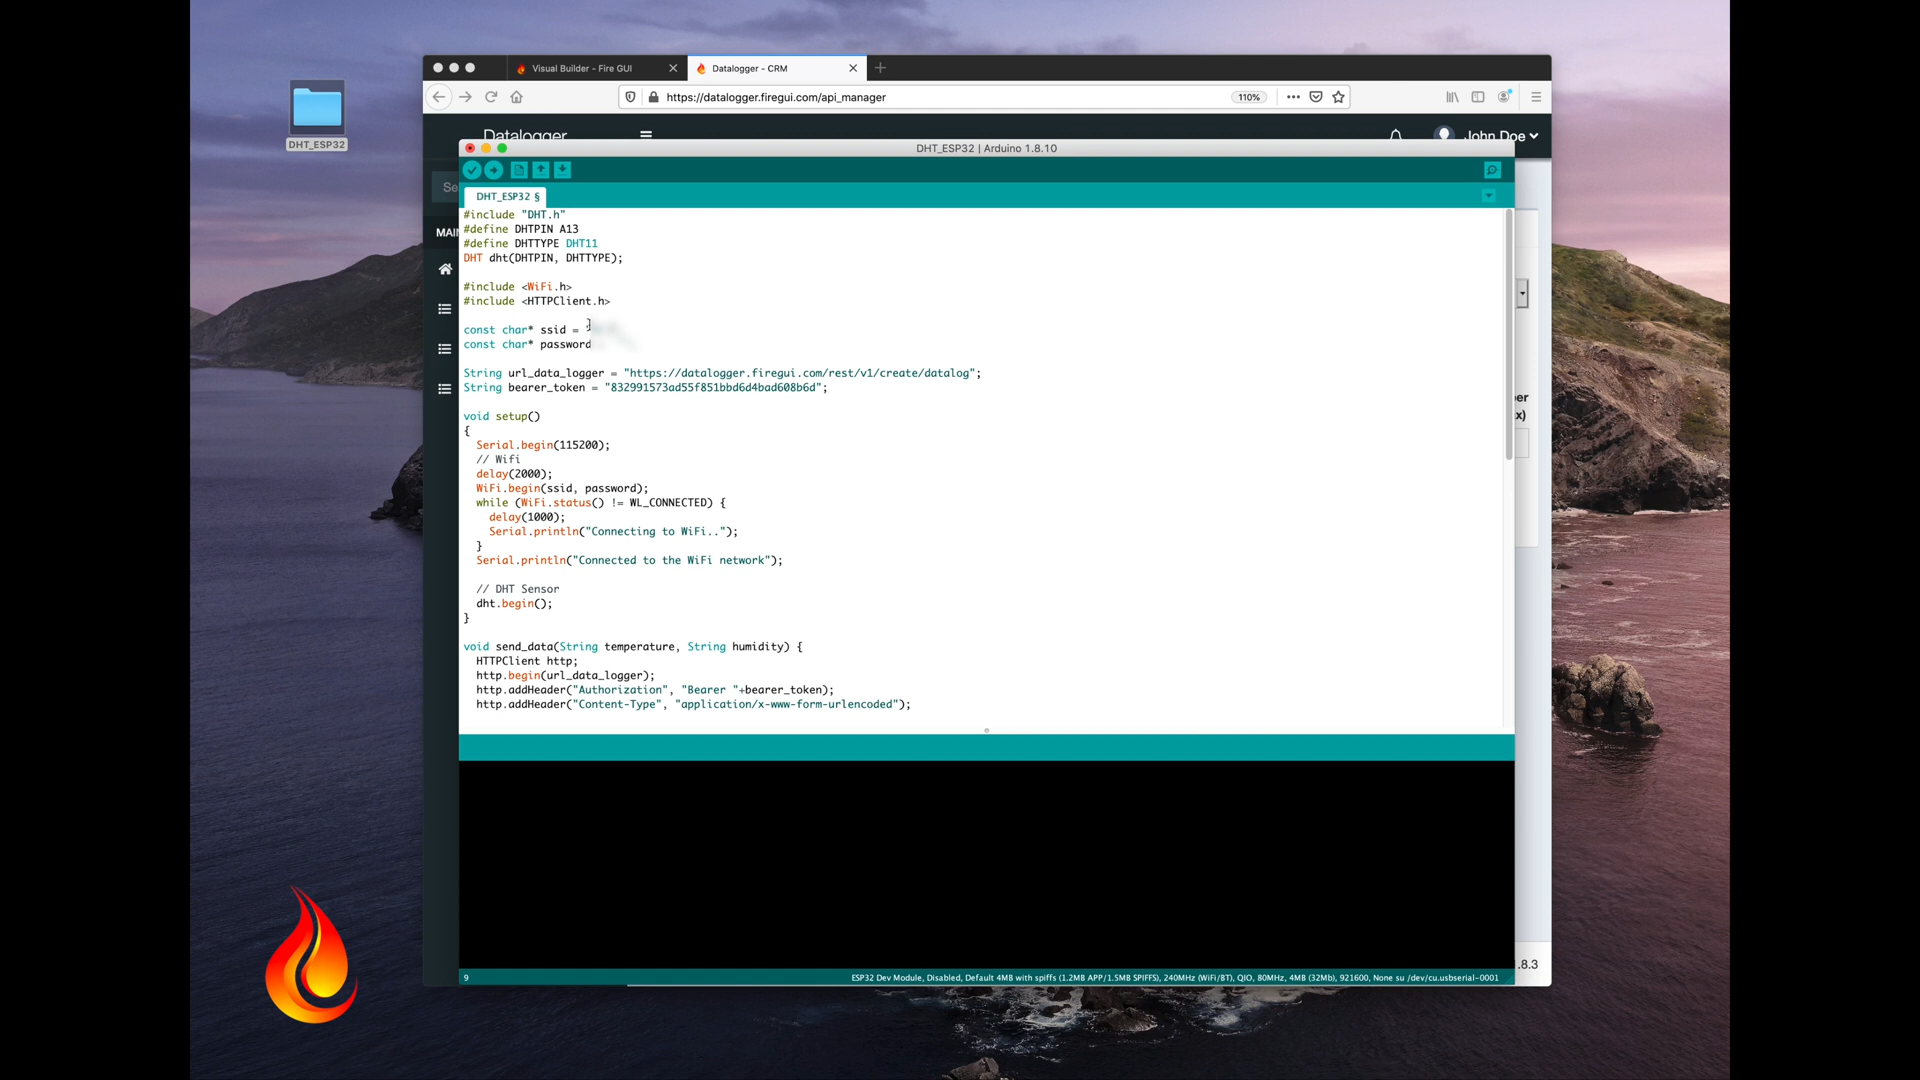 DHT_ESP32
Visual Builder - Fire GUI
Datalogger - CRM
https://datalogger.firegui.com/api_manager
110%
Datalogger
John Doe
DHT_ESP32 | Arduino 1.8.10
DHT_ESP32 §
Se
MAI
#include "DHT.h"
#define DHTPIN A13
#define DHTTYPE DHT11
DHT dht(DHTPIN, DHTTYPE);
#include <WiFi.h>
#include <HTTPClient.h>
const char* ssid =
const char* password
String url_data_logger = "https://datalogger.firegui.com/rest/v1/create/datalog";
String bearer_token = "832991573ad55f851bbd6d4bad608b6d";
void setup()
{
Serial.begin(115200);
// Wifi
delay(2000);
WiFi.begin(ssid, password);
while (WiFi.status() != WL_CONNECTED) {
delay(1000);
Serial.println("Connecting to WiFi..");
}
Serial.println("Connected to the WiFi network");
// DHT Sensor
dht.begin();
}
void send_data(String temperature, String humidity) {
HTTPClient http;
http.begin(url_data_logger);
http.addHeader("Authorization", "Bearer "+bearer_token);
http.addHeader("Content-Type", "application/x-www-form-urlencoded");
er
x)
.8.3
9
ESP32 Dev Module, Disabled, Default 4MB with spiffs (1.2MB APP/1.5MB SPIFFS), 240MHz (WiFi/BT), QIO, 80MHz, 4MB (32Mb), 921600, None su /dev/cu.usbserial-0001